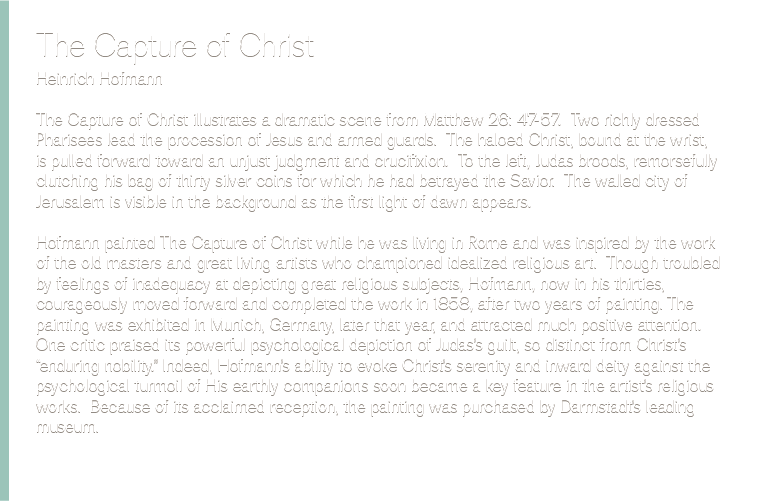 The Capture of Christ
Heinrich Hofmann
The Capture of Christ illustrates a dramatic scene from Matthew 26: 47-57.  Two richly dressed
Pharisees lead the procession of Jesus and armed guards.  The haloed Christ, bound at the wrist,
is pulled forward toward an unjust judgment and crucifixion.  To the left, Judas broods, remorsefully
clutching his bag of thirty silver coins for which he had betrayed the Savior.  The walled city of
Jerusalem is visible in the background as the first light of dawn appears.
Hofmann painted The Capture of Christ while he was living in Rome and was inspired by the work
of the old masters and great living artists who championed idealized religious art.  Though troubled
by feelings of inadequacy at depicting great religious subjects, Hofmann, now in his thirties,
courageously moved forward and completed the work in 1858, after two years of painting. The
painting was exhibited in Munich, Germany, later that year, and attracted much positive attention.
One critic praised its powerful psychological depiction of Judas's guilt, so distinct from Christ's
“enduring nobility.” Indeed, Hofmann's ability to evoke Christ's serenity and inward deity against the
psychological turmoil of His earthly companions soon became a key feature in the artist's religious
works.  Because of its acclaimed reception, the painting was purchased by Darmstadt's leading
museum.